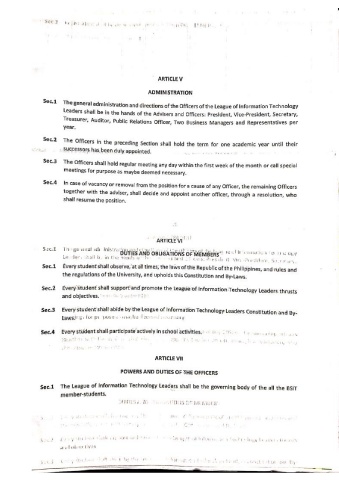 ARTICLE V
ADMINISTRATION
Sec.1 The general administration and directions of the Officers of the League of Information Technology
Leaders shall be in the hands of the Advisers and Officers: President, Vice-President, Secretary,
Treasurer, Auditor, Public Relations Officer, Two Business Managers and Representatives per
year.
Sec.2 The Officers in the preceding Section shall hold the term for one academic year until their
successors has been duly appointed.
Sec.3 The Officers shall hold regular meeting any day within the first week of the month or call special
meetings for purpose as maybe deemed necessary.
Sec.4 In case of vacancy or removal from the position for a cause of any Officer, the remaining Officers
together with the adviser, shall decide and appoint another officer, through a resolution, who
shall resume the position.
ARTICLE VI
DUTIES AND OBLIGATIONS OF MEMBERS
Sec.1 Every student shall observe, at all times, the laws of the Republic of the Philippines, and rules and
the regulations of the University, and upholds this Constitution and By-Laws.
Sec.2 Every student shall support and promote the League of Information Technology Leaders thrusts
and objectives.
Sec.3 Every student shall abide by the League of Information Technology Leaders Constitution and By-
Laws.
Sec.4 Every student shall participate actively in school activities.
ARTICLE VII
POWERS AND DUTIES OF THE OFFICERS
Sec.1 The League of Information Technology Leaders shall be the governing body of the all BSIT
member-students.